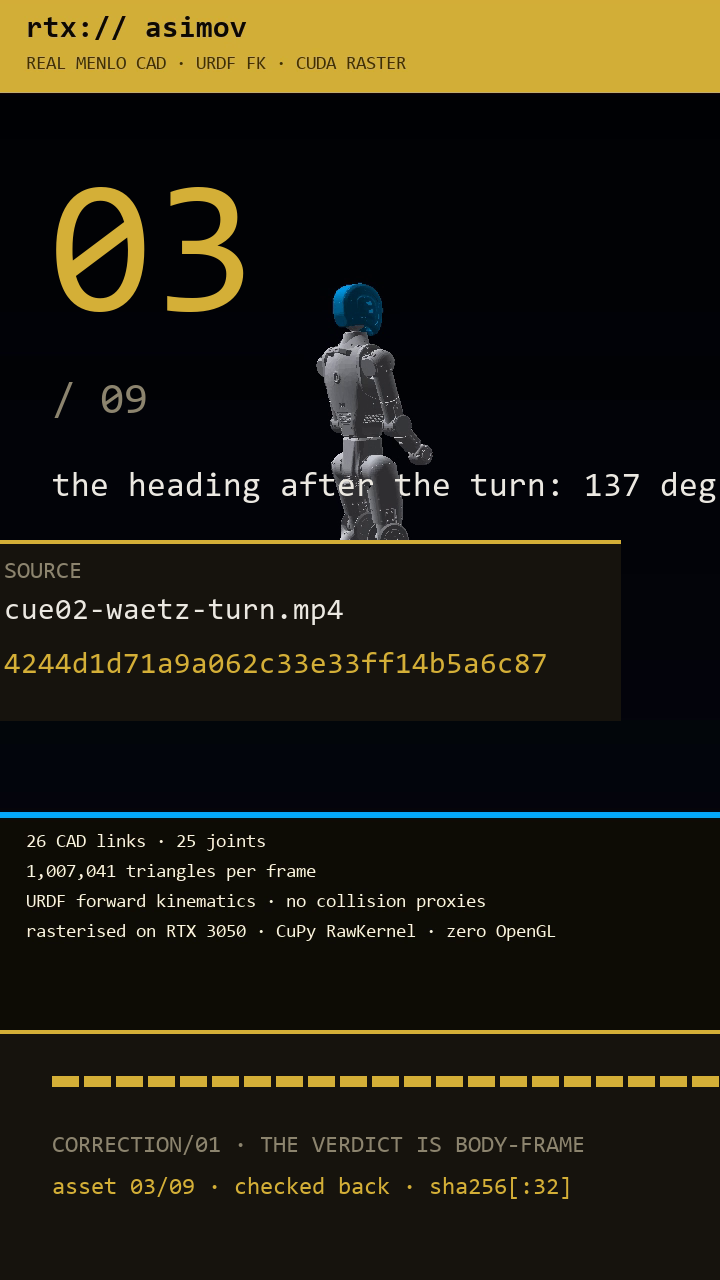 rtx:// asimov
REAL MENLO CAD · URDF FK · CUDA RASTER
03
/ 09
the heading after the turn: 137 deg
SOURCE
cue02-waetz-turn.mp4
4244d1d71a9a062c33e33ff14b5a6c87
26 CAD links · 25 joints
1,007,041 triangles per frame
URDF forward kinematics · no collision proxies
rasterised on RTX 3050 · CuPy RawKernel · zero OpenGL
CORRECTION/01 · THE VERDICT IS BODY-FRAME
asset 03/09 · checked back · sha256[:32]